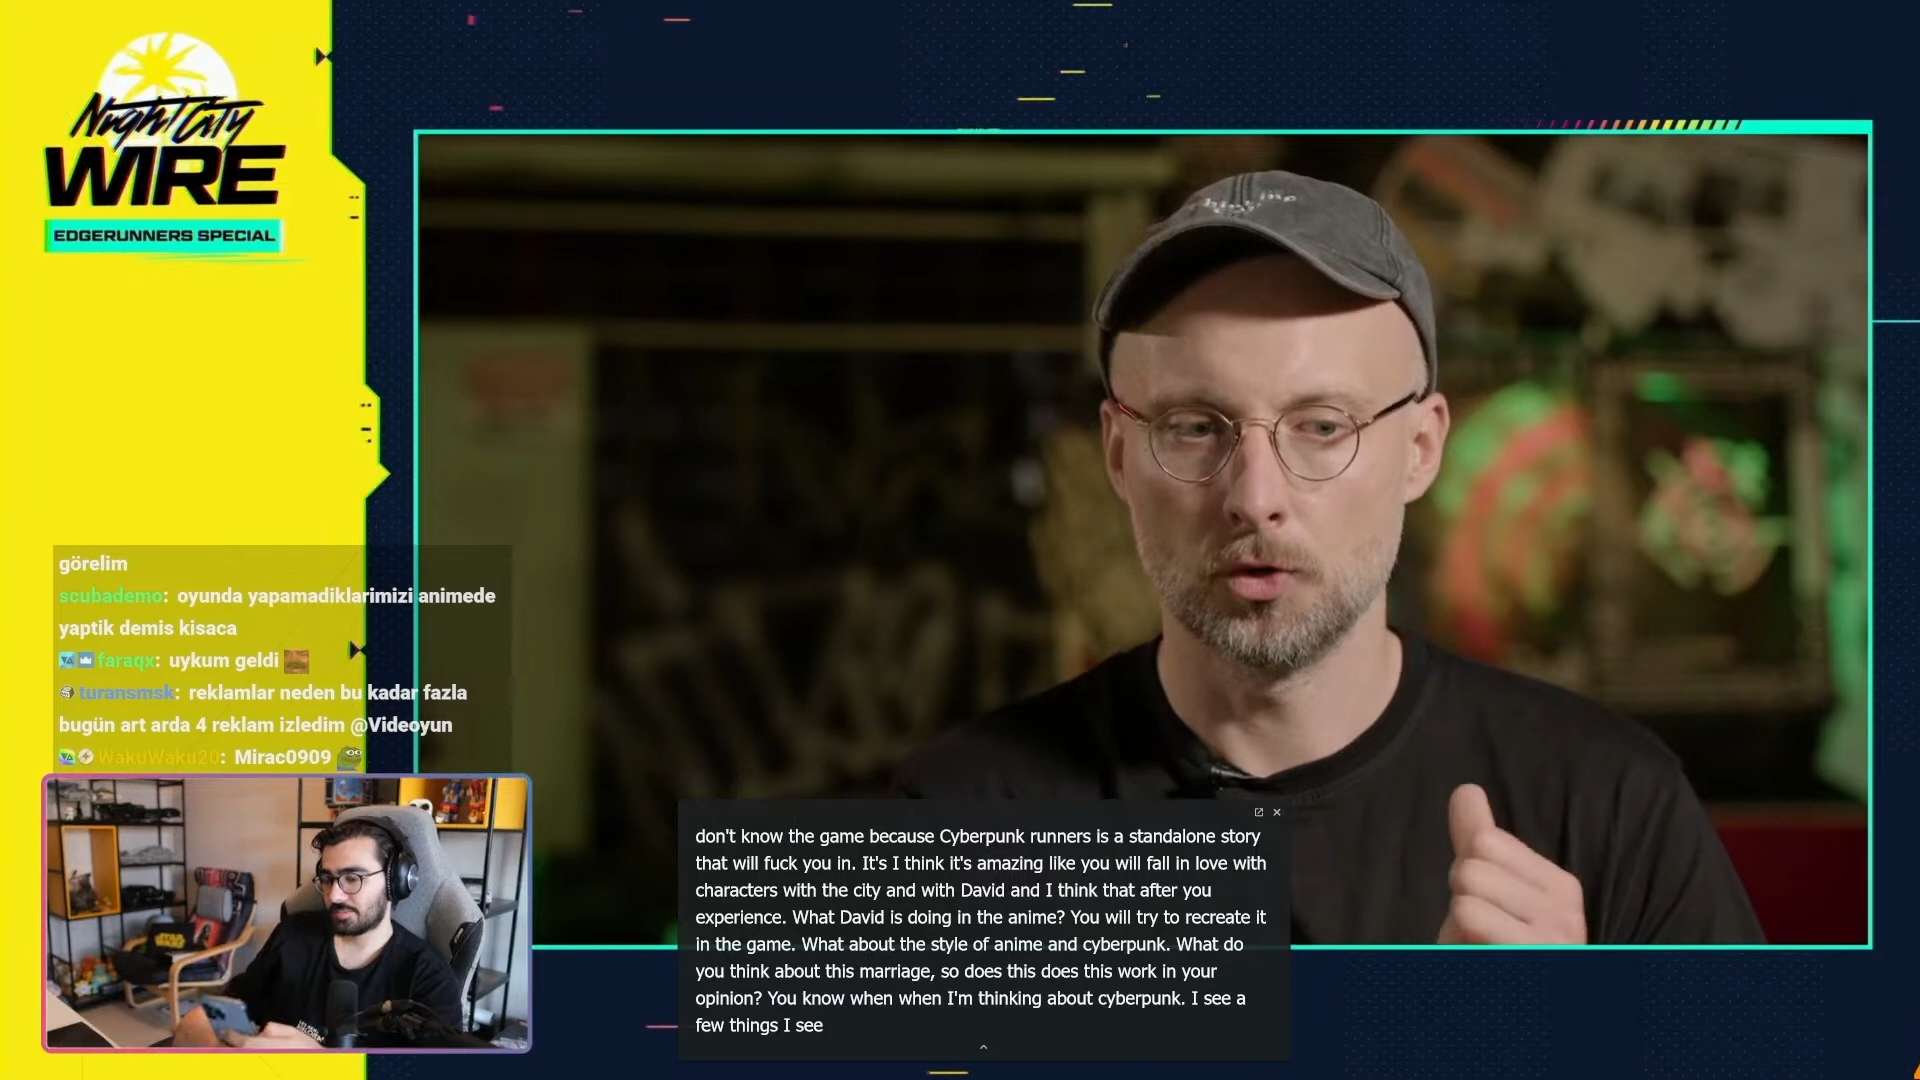 Night City
WIRE
EDGERUNNERS SPECIAL
görelim
scubademo: oyunda yapamadiklarimizi animede
yaptik demis kisaca
faraqx: uykum geldi
turansmsk: reklamlar neden bu kadar fazla
bugün art arda 4 reklam izledim @Videoyun
WakuWaku20: Mirac0909
don't know the game because Cyberpunk runners is a standalone story
that will fuck you in. It's I think it's amazing like you will fall in love with
characters with the city and with David and I think that after you
experience. What David is doing in the anime? You will try to recreate it
in the game. What about the style of anime and cyberpunk. What do
you think about this marriage, so does this does this work in your
opinion? You know when when I'm thinking about cyberpunk. I see a
few things I see